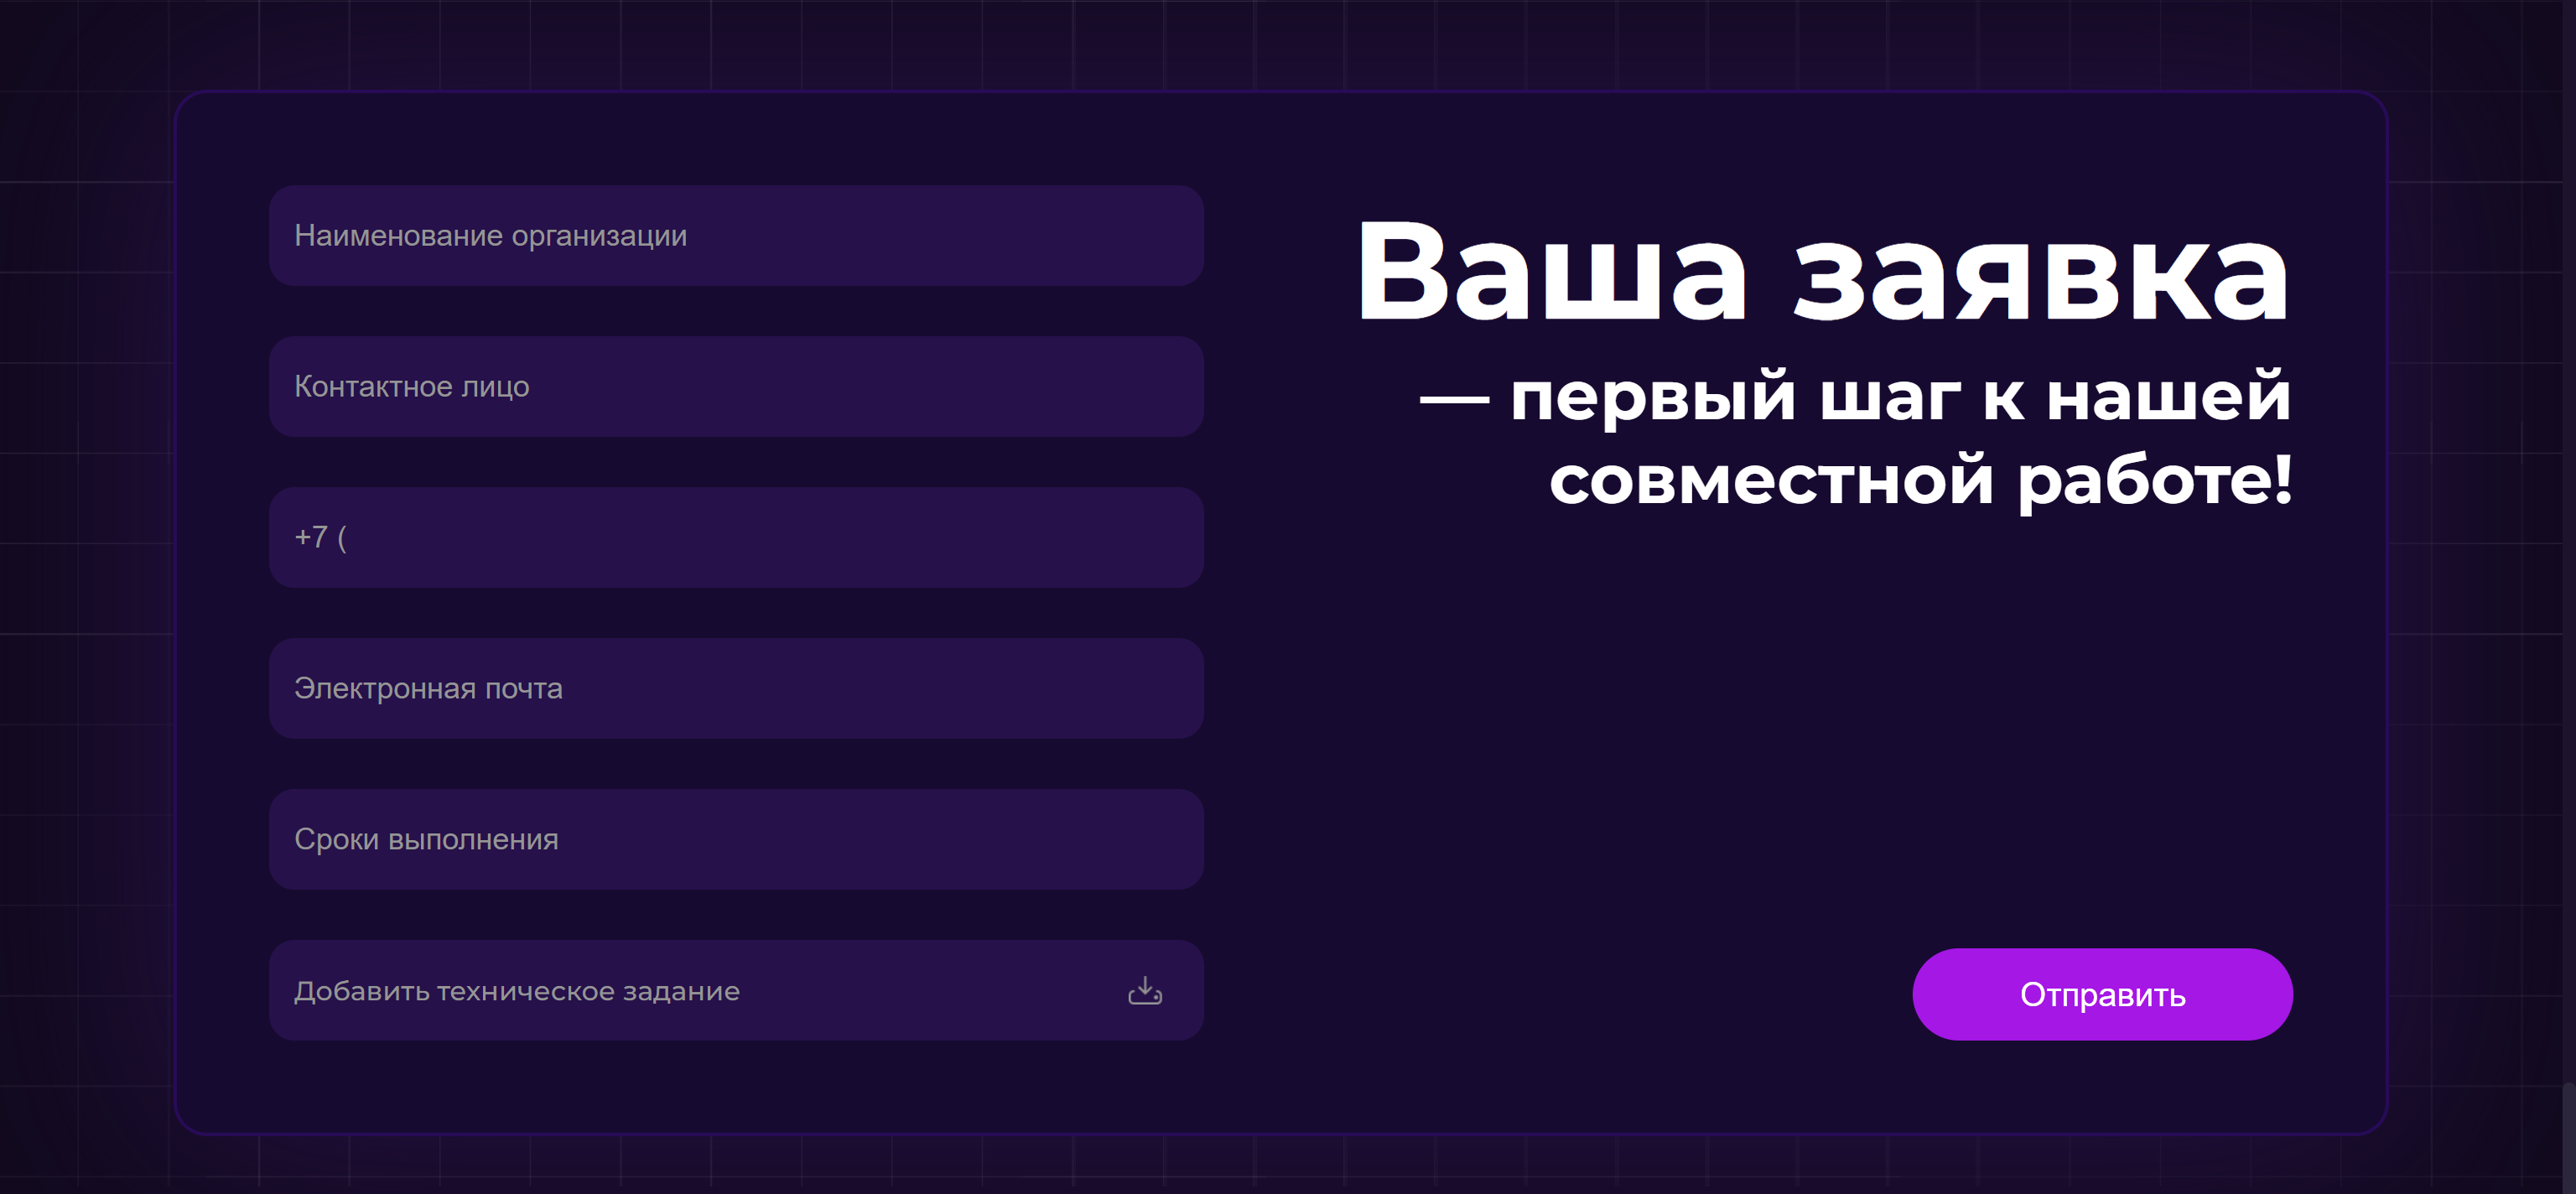 Наименование организации
Контактное лицо
+7 (
Электронная почта
Сроки выполнения
Добавить техническое задание
Ваша заявка
— первый шаг к нашей
совместной работе!
Отправить